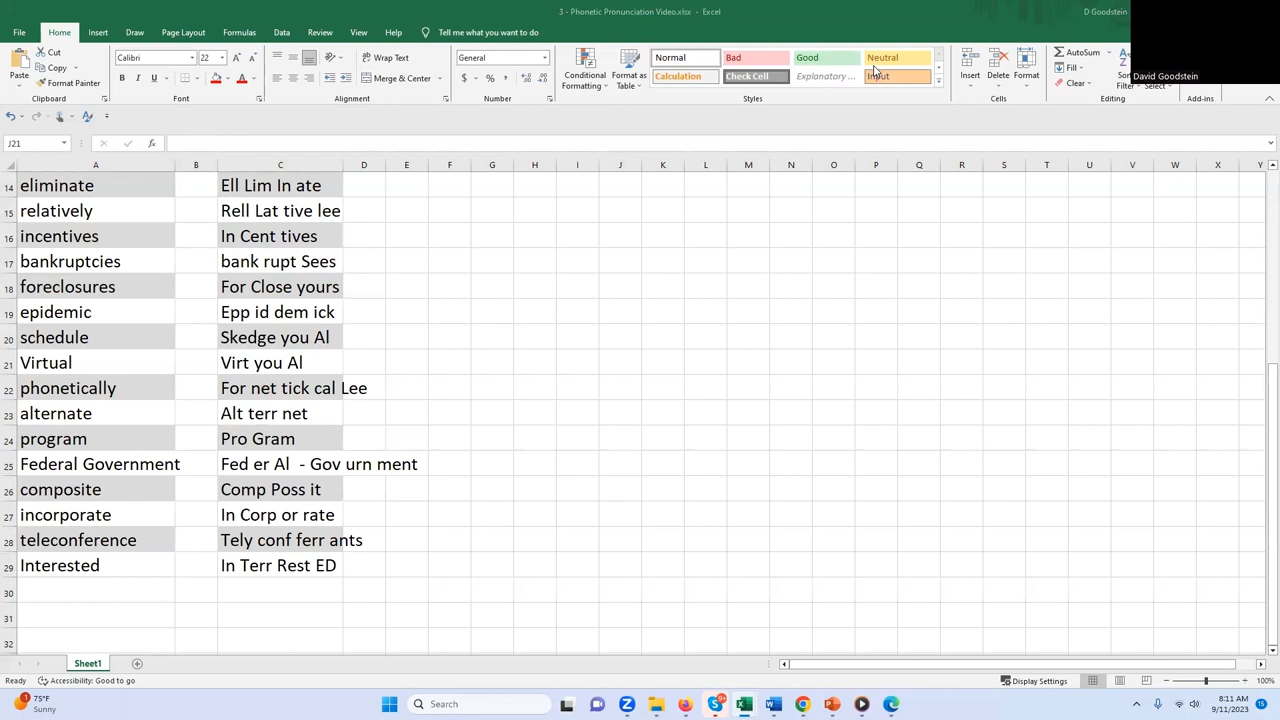 3 - Phonetic Pronunciation Video.xlsx - Excel
D Goodstein
File Home Insert Draw Page Layout Formulas Data Review View Help Tell me what you want to do
Paste
Cut
Copy
Format Painter
Clipboard
Calibri 22
B I U
Font
Wrap Text
Merge & Center
Alignment
General
$ % ,
Number
Conditional Formatting
Format as Table
Normal Bad Good Neutral
Calculation Check Cell Explanatory ... Input
Styles
Insert Delete Format
Cells
AutoSum
Fill
Clear
Sort
Filter
Select
Editing
Add-ins
David Goodstein
J21
fx
A B C D E F G H I J K L M N O P Q R S T U V W X Y
14 eliminate Ell Lim In ate
15 relatively Rell Lat tive lee
16 incentives In Cent tives
17 bankruptcies bank rupt Sees
18 foreclosures For Close yours
19 epidemic Epp id dem ick
20 schedule Skedge you Al
21 Virtual Virt you Al
22 phonetically For net tick cal Lee
23 alternate Alt terr net
24 program Pro Gram
25 Federal Government Fed er Al - Gov urn ment
26 composite Comp Poss it
27 incorporate In Corp or rate
28 teleconference Tely conf ferr ants
29 Interested In Terr Rest ED
30
31
32
Sheet1
Ready Accessibility: Good to go Display Settings 100%
1
75°F
Sunny
Search
9+
8:11 AM
9/11/2023